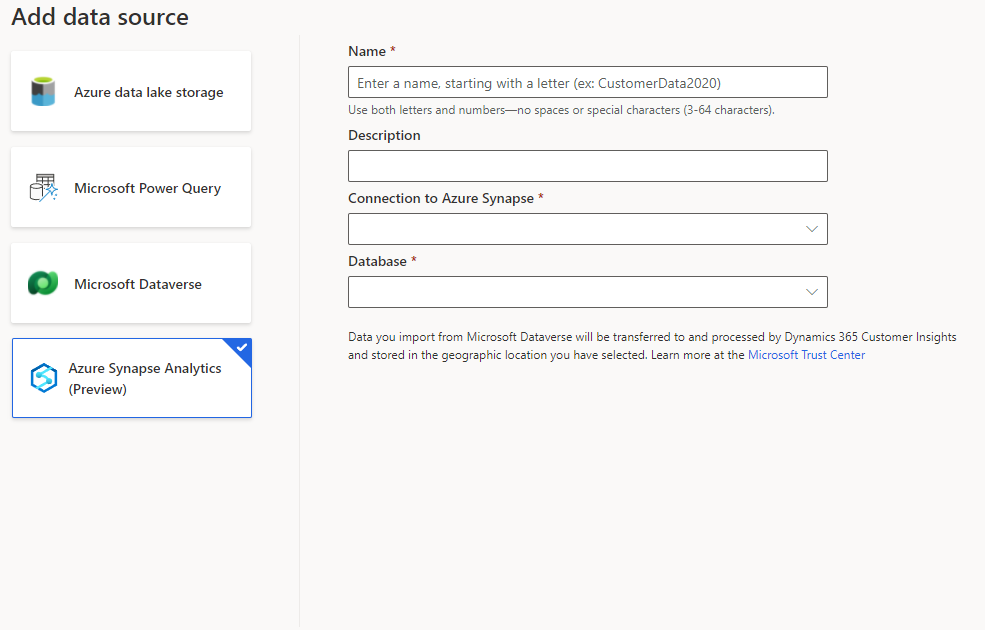 Add data source
Azure data lake storage
Microsoft Power Query
Microsoft Dataverse
Azure Synapse Analytics
(Preview)
Name *
Enter a name, starting with a letter (ex: CustomerData2020)
Use both letters and numbers—no spaces or special characters (3-64 characters).
Description
Connection to Azure Synapse *
Database *
Data you import from Microsoft Dataverse will be transferred to and processed by Dynamics 365 Customer Insights
and stored in the geographic location you have selected. Learn more at the Microsoft Trust Center